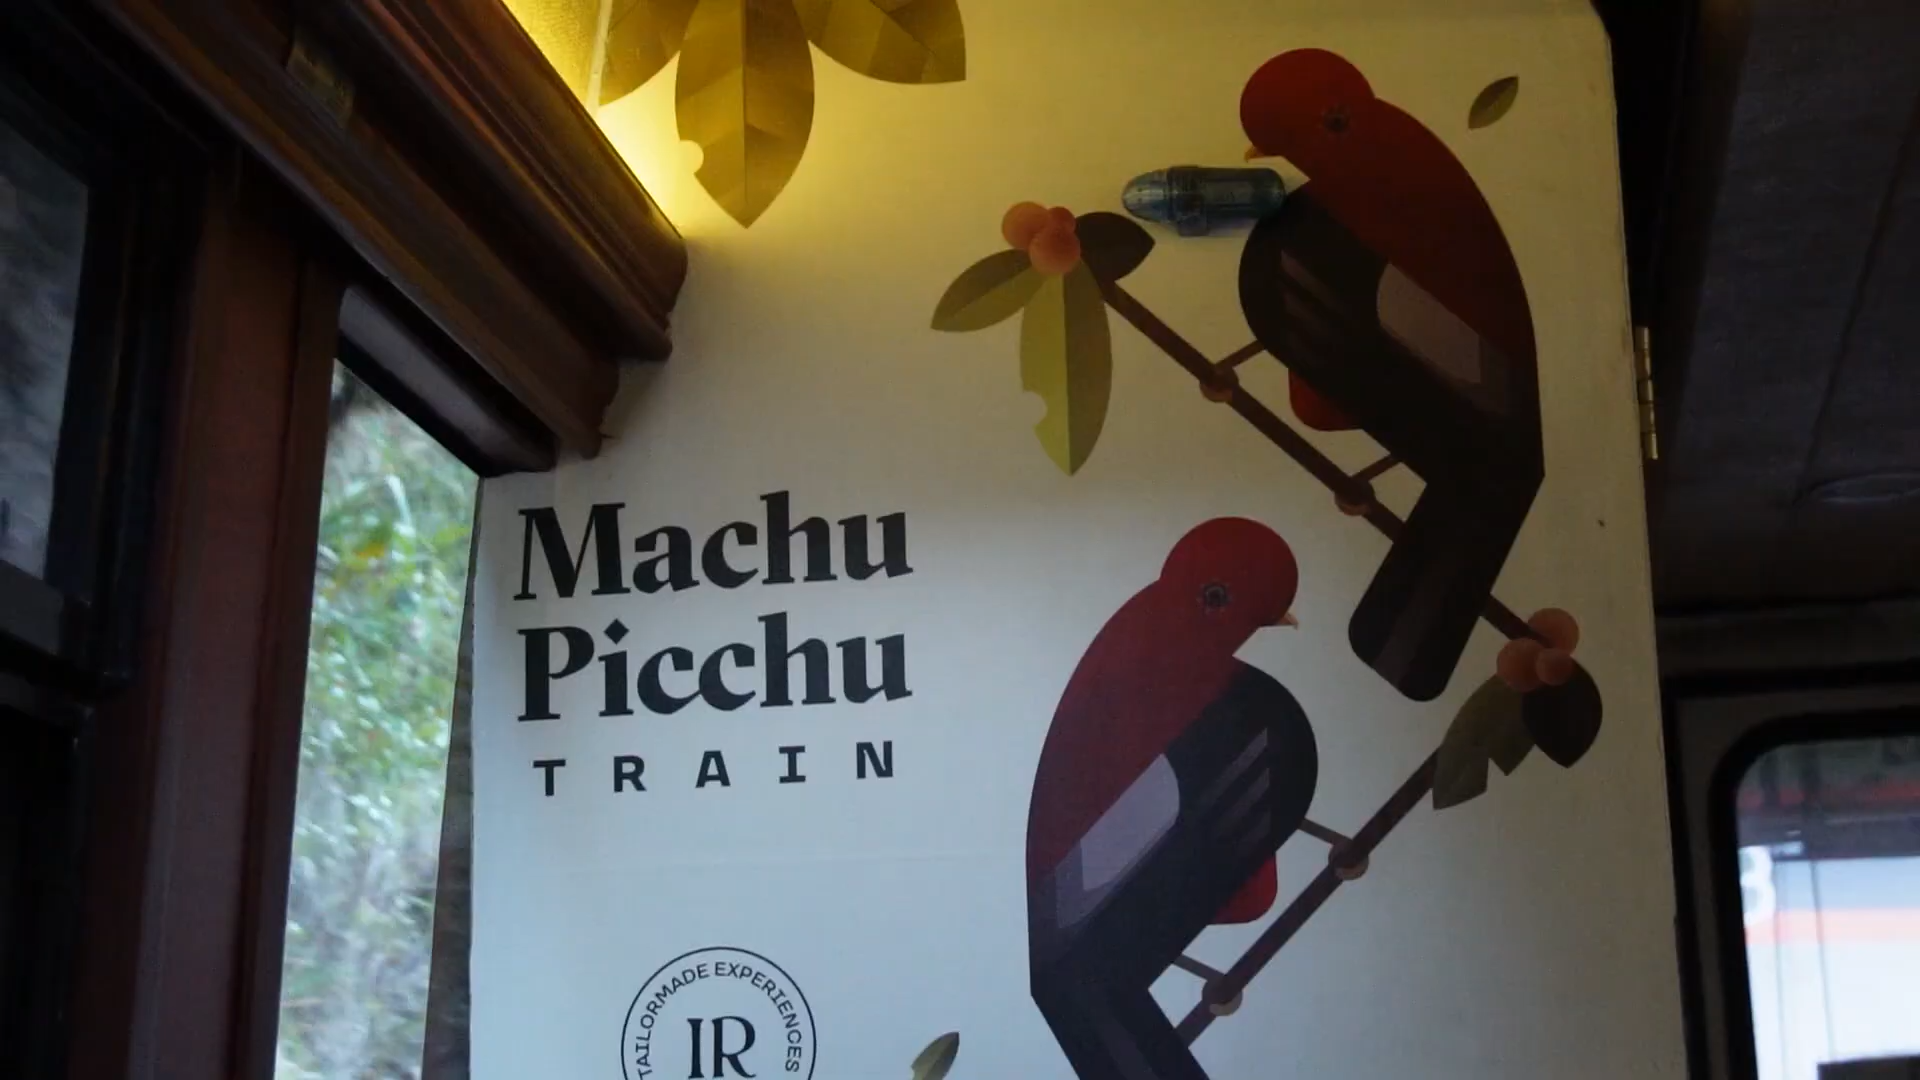 Machu
Picchu
TRAIN
TAILORMADE EXPERIENCES
IR